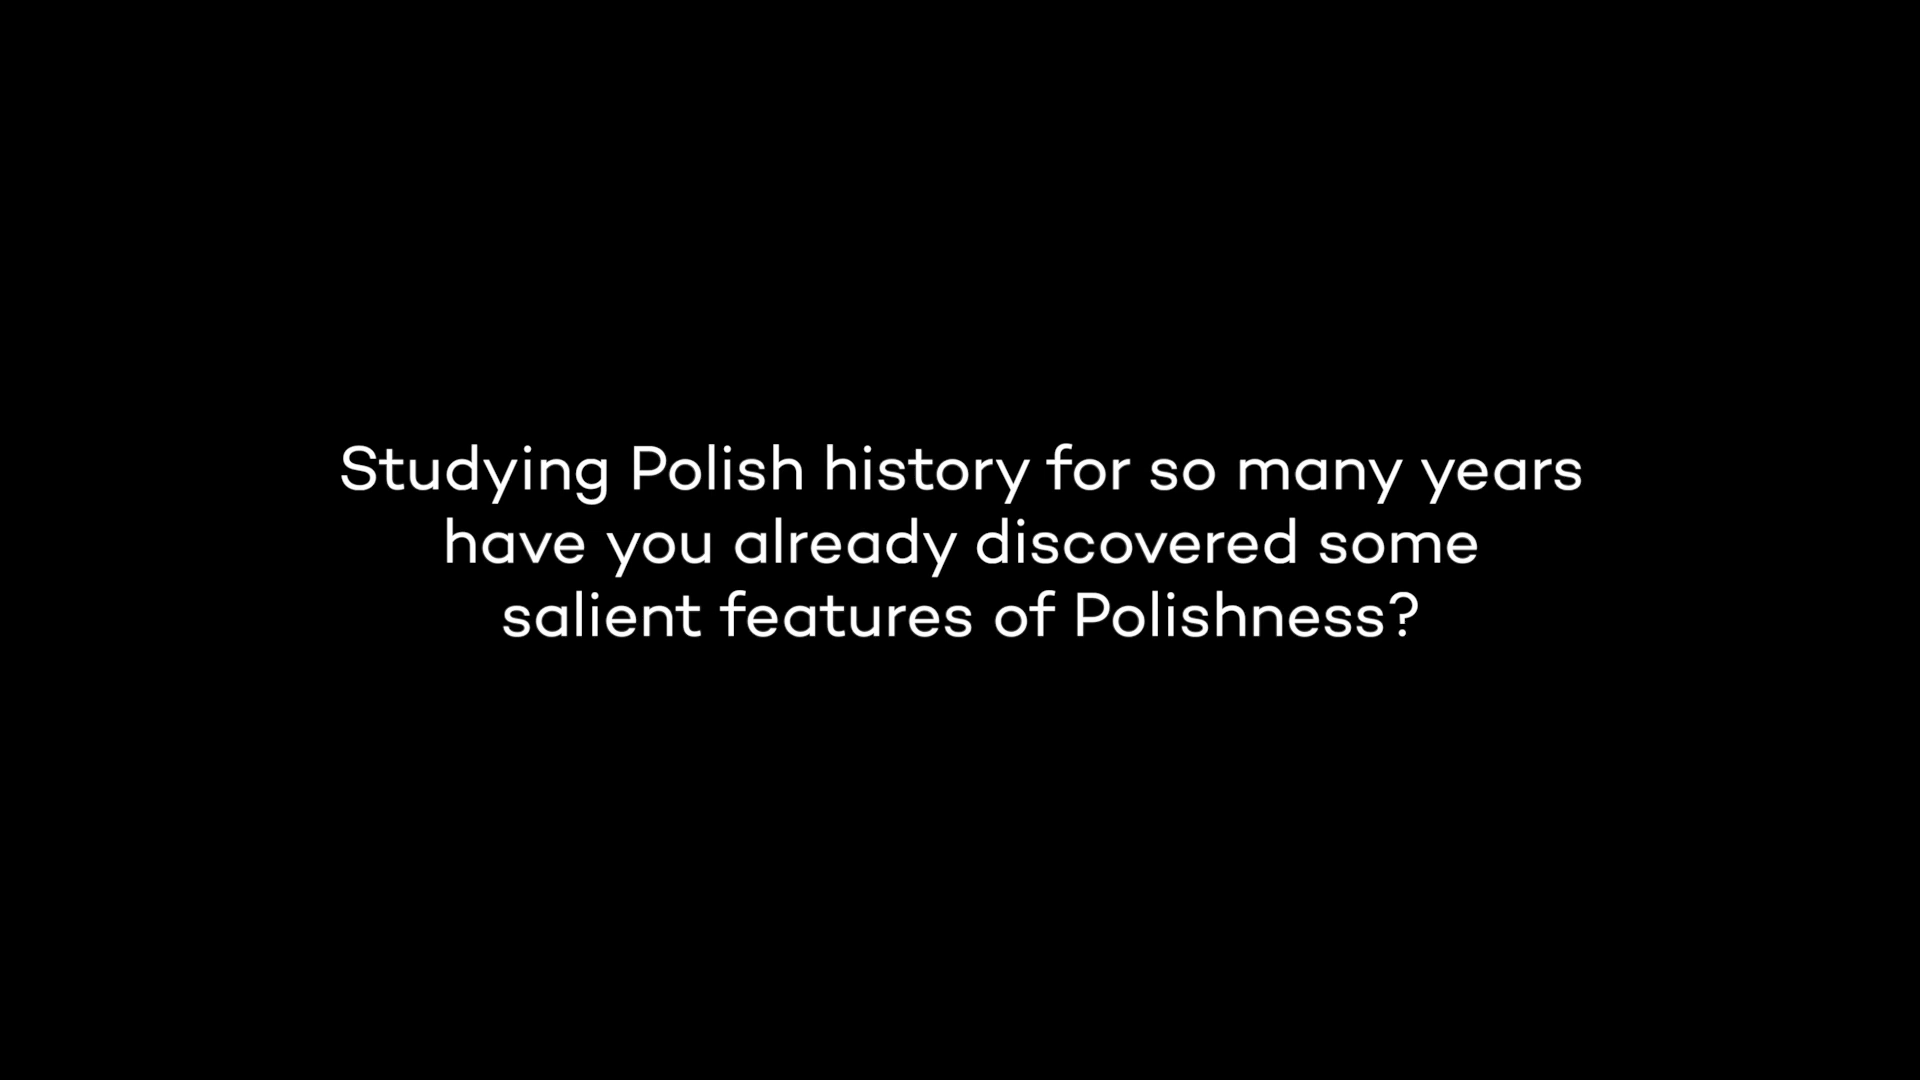 Studying Polish history for so many years
have you already discovered some
salient features of Polishness?